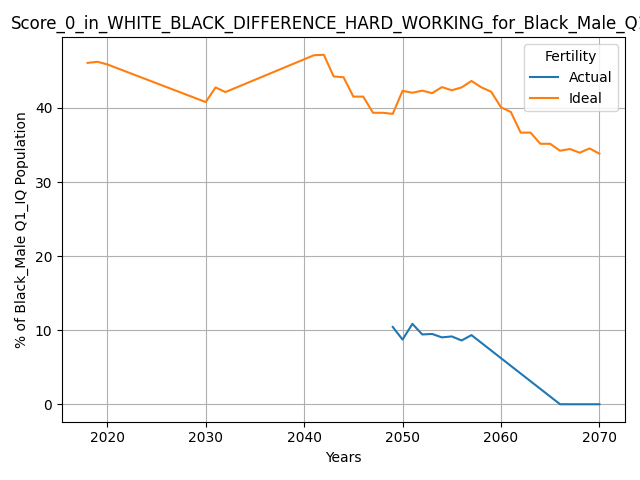 Score_0_in_WHITE_BLACK_DIFFERENCE_HARD_WORKING_for_Black_Male_Q1
Fertility
Actual
Ideal
% of Black_Male Q1_IQ Population
40
30
20
10
0
2020 2030 2040 2050 2060 2070
Years